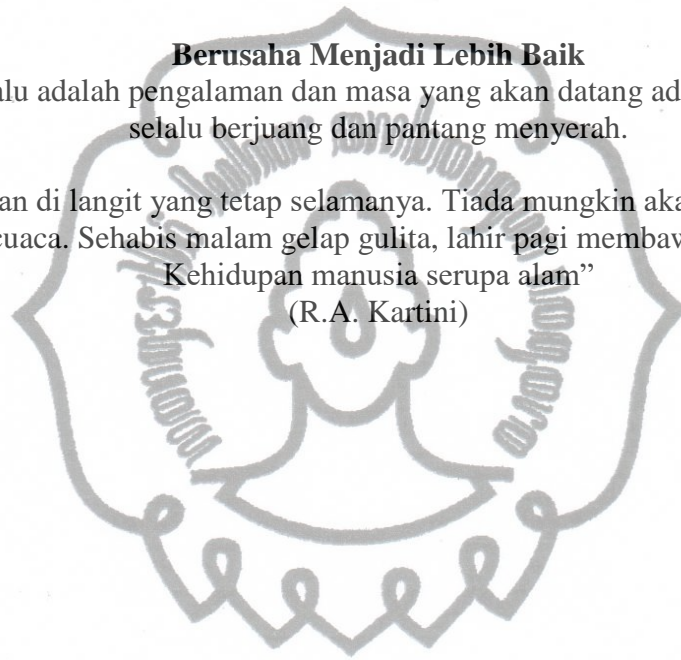 Berusaha Menjadi Lebih Baik
alu adalah pengalaman dan masa yang akan datang ad
selalu berjuang dan pantang menyerah.
an di langit yang tetap selamanya. Tiada mungkin aka
cuaca. Sehabis malam gelap gulita, lahir pagi membaw
Kehidupan manusia serupa alam”
(R.A. Kartini)